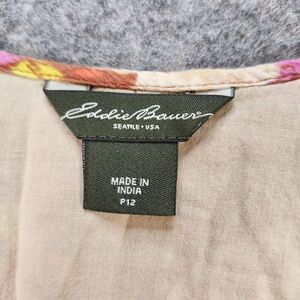 Eddie Bauer
SEATTLE • USA
MADE IN
INDIA
P12